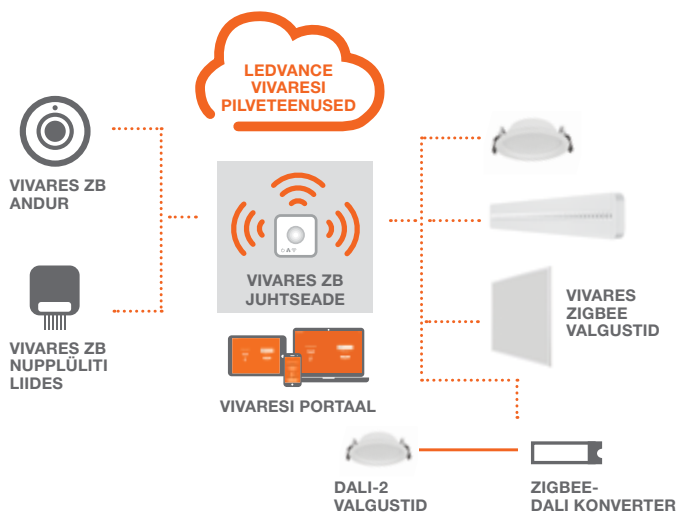 LEDVANCE
VIVARESI
PILVETEENUSED
VIVARES ZB
ANDUR
VIVARES ZB
JUHTSEADE
VIVARES
ZIGBEE
VALGUSTID
VIVARES ZB
NUPPLÜLITI
LIIDES
VIVARESI PORTAAL
DALI-2
VALGUSTID
ZIGBEE-
DALI KONVERTER